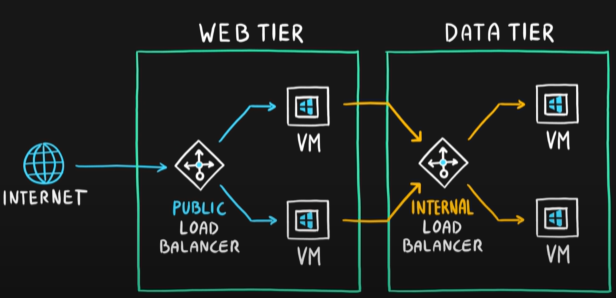 WEB TIER
DATA TIER
INTERNET
PUBLIC
LOAD
BALANCER
VM
VM
INTERNAL
LOAD
BALANCER
VM
VM